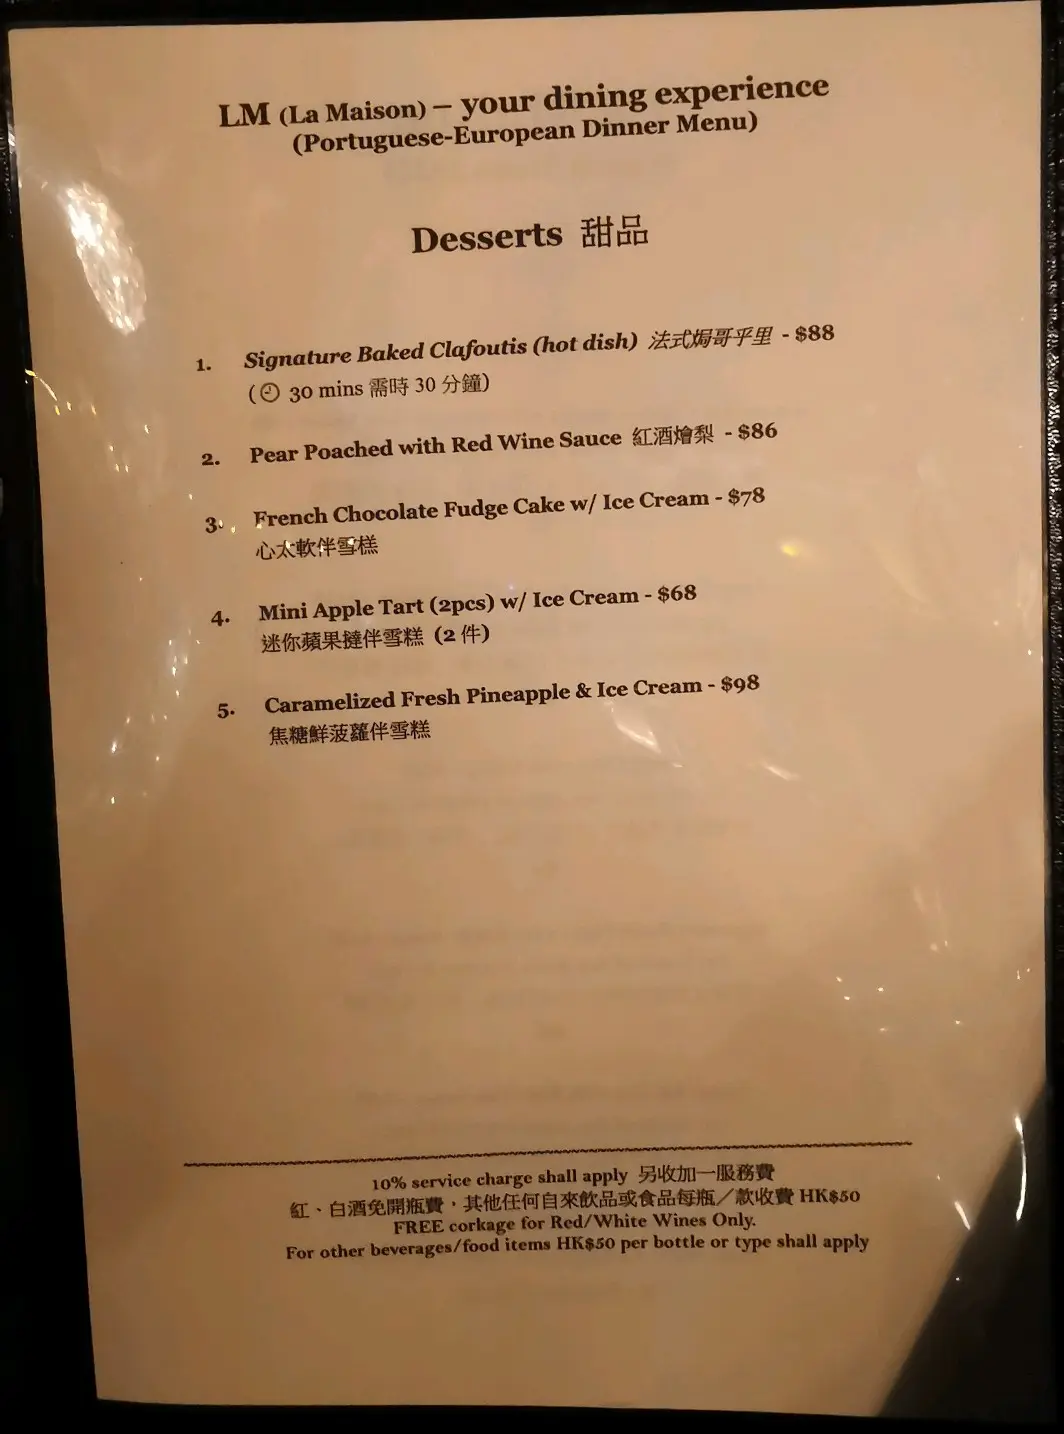 LM (La Maison) – your dining experience
(Portuguese-European Dinner Menu)
Desserts 甜品
1. Signature Baked Clafoutis (hot dish) 法式焗哥乎里 - $88
(🕘 30 mins 需時 30 分鐘)
2. Pear Poached with Red Wine Sauce 紅酒燴梨 - $86
3. French Chocolate Fudge Cake w/ Ice Cream - $78
心太軟伴雪糕
4. Mini Apple Tart (2pcs) w/ Ice Cream - $68
迷你蘋果撻伴雪糕 (2 件)
5. Caramelized Fresh Pineapple & Ice Cream - $98
焦糖鮮菠蘿伴雪糕
10% service charge shall apply 另收加一服務費
紅、白酒免開瓶費，其他任何自來飲品或食品每瓶／款收費 HK$50
FREE corkage for Red/White Wines Only.
For other beverages/food items HK$50 per bottle or type shall apply